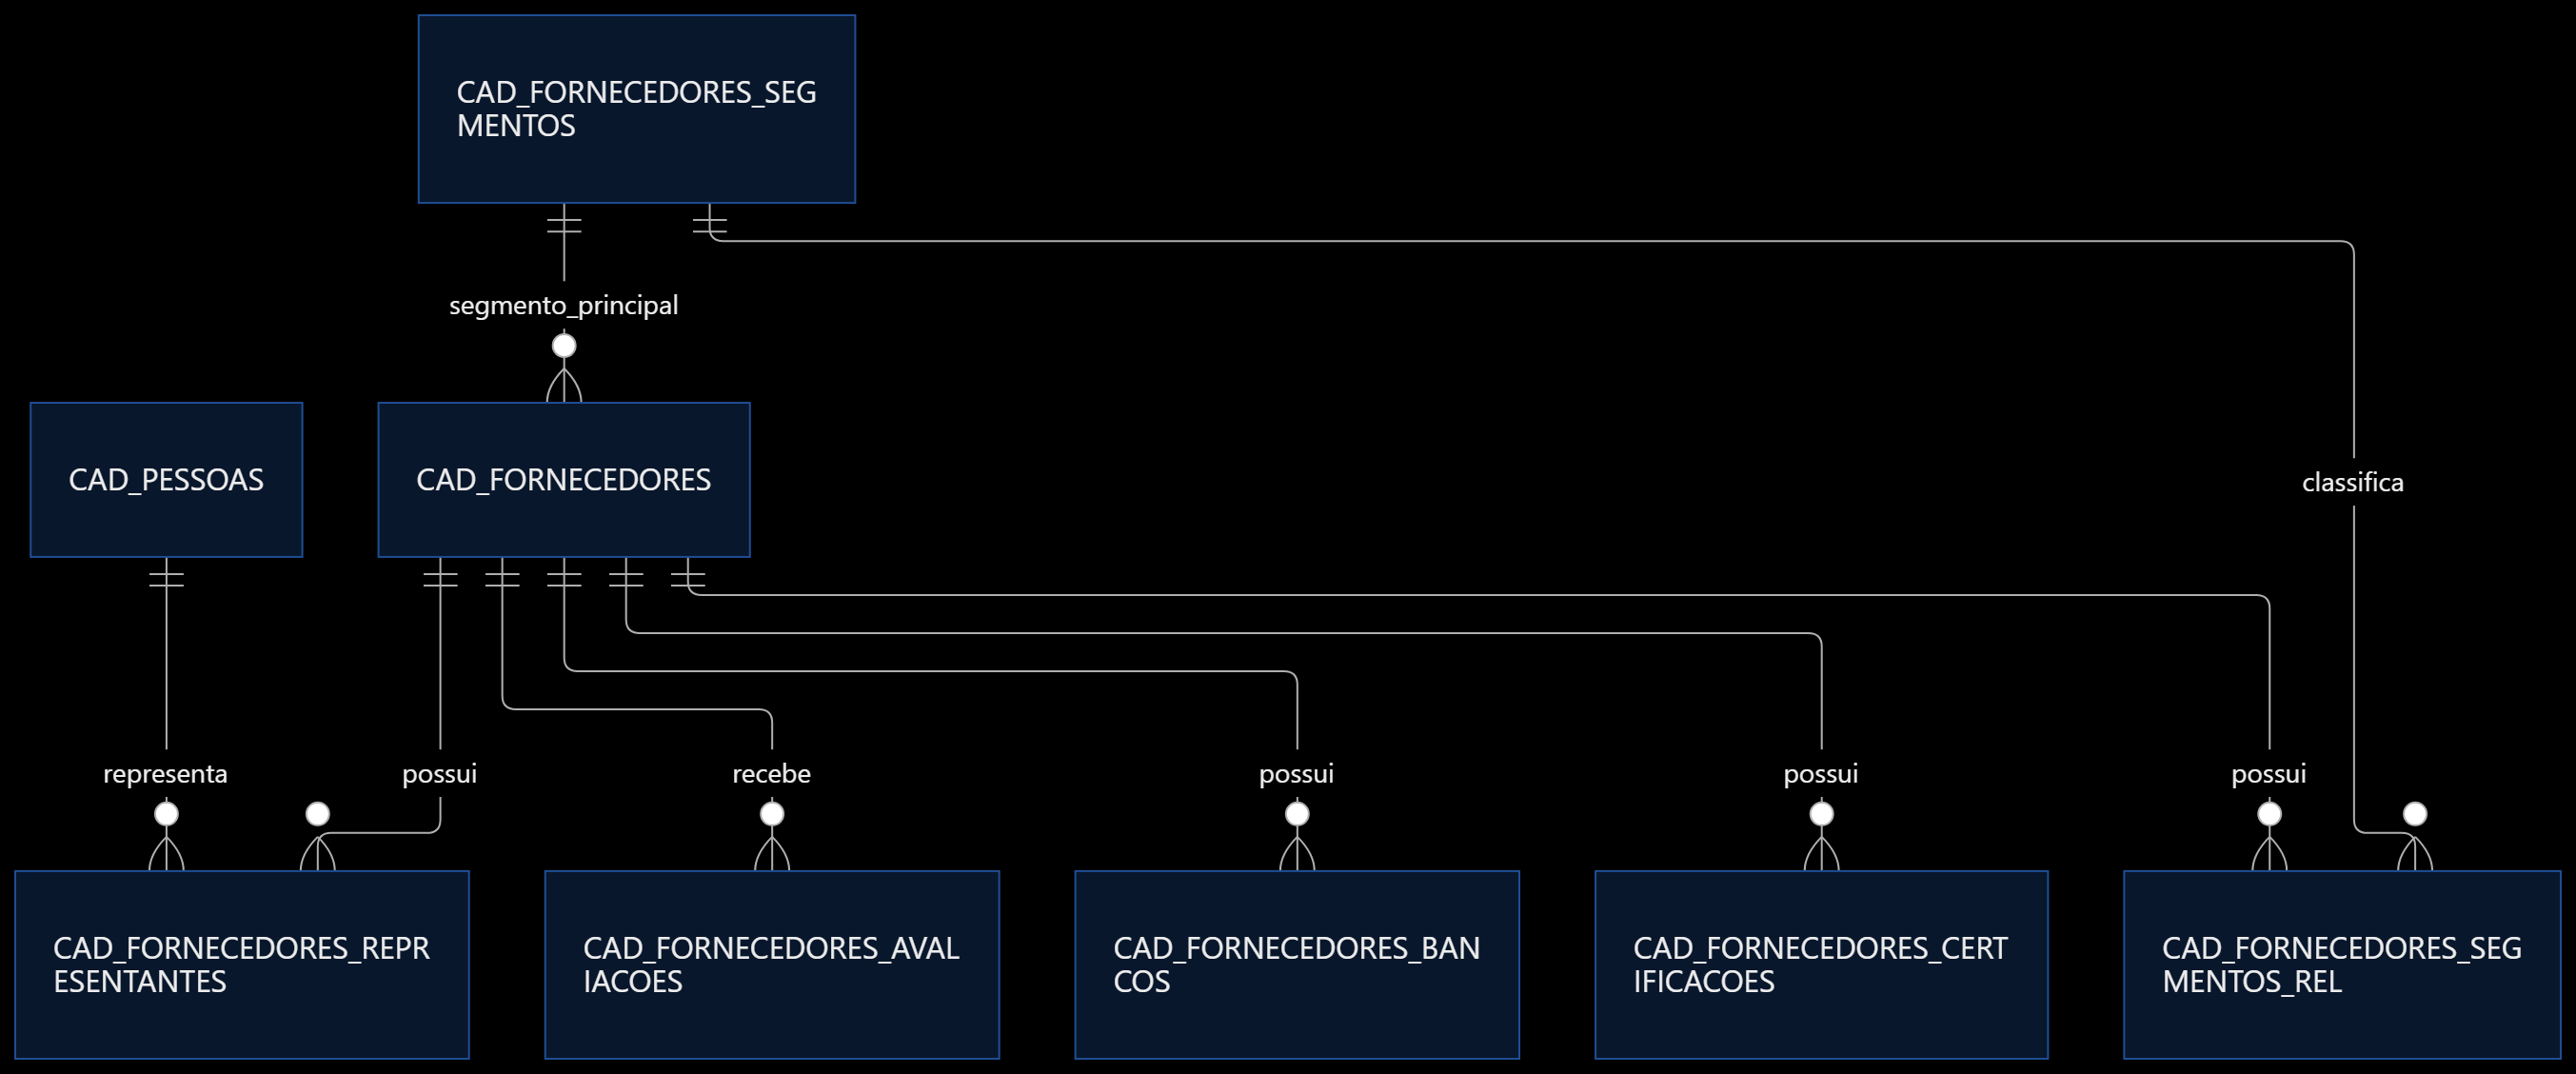 CAD_FORNECEDORES_SEG
MENTOS
segmento_principal
CAD_PESSOAS
CAD_FORNECEDORES
classifica
representa
possui
recebe
possui
possui
possui
CAD_FORNECEDORES_REPR
ESENTANTES
CAD_FORNECEDORES_AVAL
IACOES
CAD_FORNECEDORES_BAN
COS
CAD_FORNECEDORES_CERT
IFICACOES
CAD_FORNECEDORES_SEG
MENTOS_REL